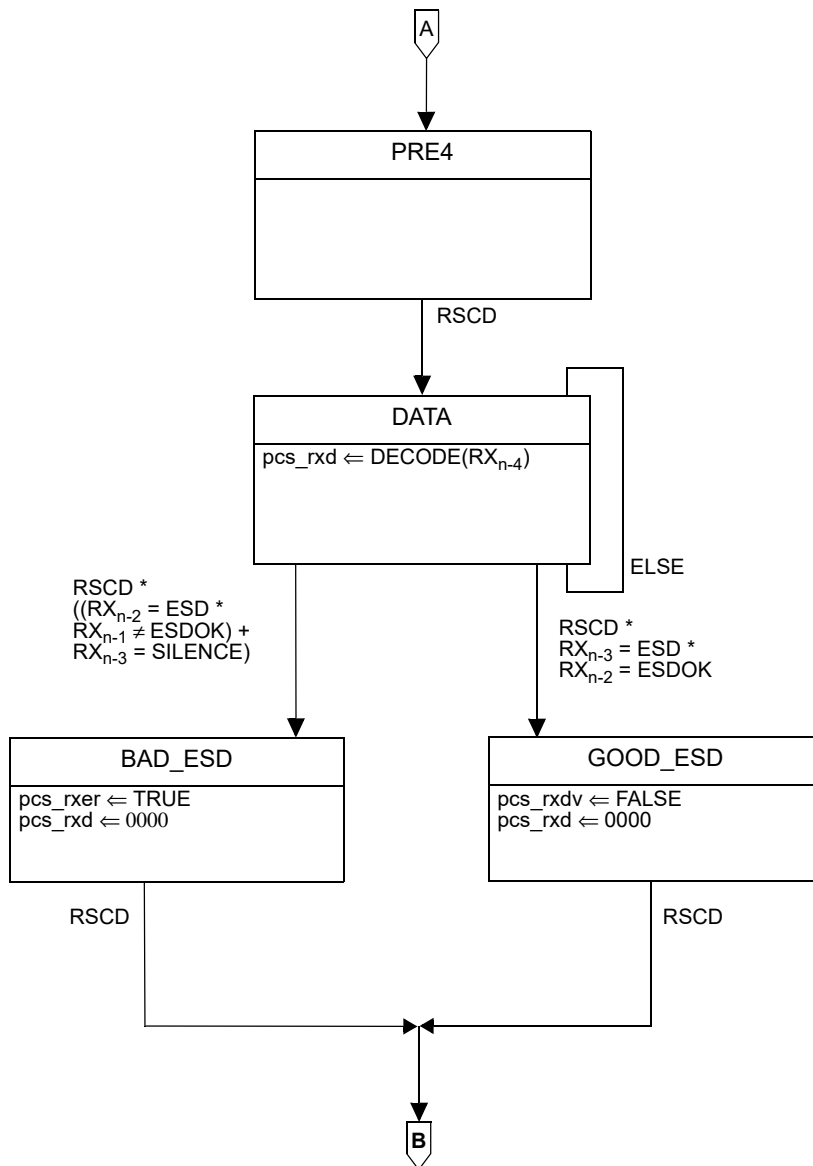 A
PRE4
RSCD
DATA
pcs_rxd ⇐ DECODE(RXn-4)
ELSE
RSCD *
((RXn-2 = ESD *
RXn-1 ≠ ESDOK) +
RXn-3 = SILENCE)
RSCD *
RXn-3 = ESD *
RXn-2 = ESDOK
BAD_ESD
pcs_rxer ⇐ TRUE
pcs_rxd ⇐ 0000
GOOD_ESD
pcs_rxdv ⇐ FALSE
pcs_rxd ⇐ 0000
RSCD
RSCD
B